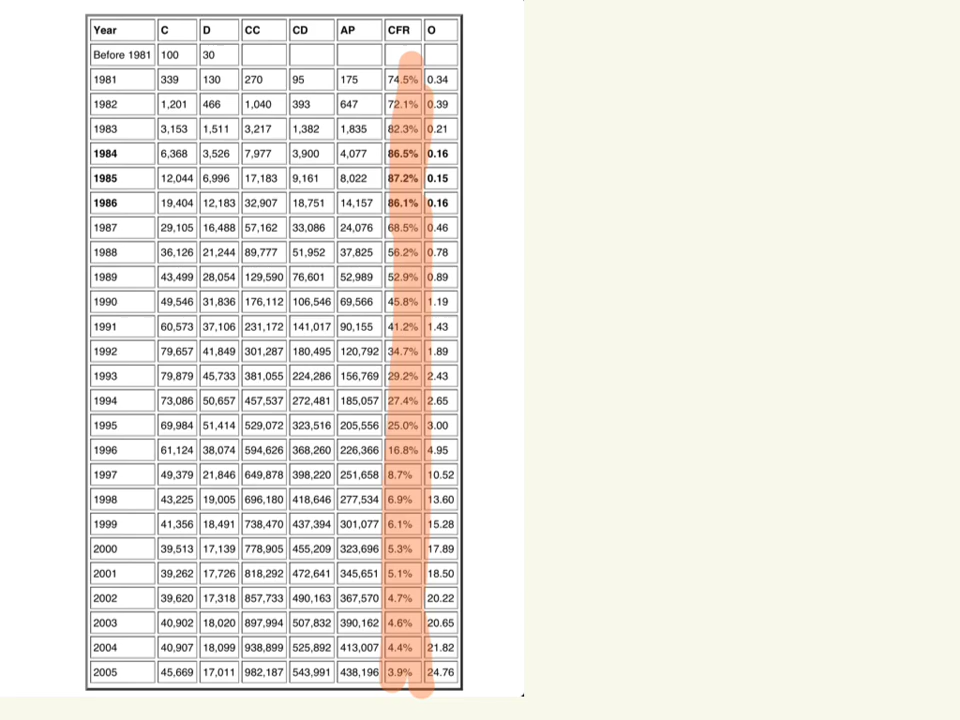 Year C D CC CD AP CFR O
Before 1981 100 30
1981 339 130 270 95 175 74.5% 0.34
1982 1,201 466 1,040 393 647 72.1% 0.39
1983 3,153 1,511 3,217 1,382 1,835 82.3% 0.21
1984 6,368 3,526 7,977 3,900 4,077 86.5% 0.16
1985 12,044 6,996 17,183 9,161 8,022 87.2% 0.15
1986 19,404 12,183 32,907 18,751 14,157 86.1% 0.16
1987 29,105 16,488 57,162 33,086 24,076 68.5% 0.46
1988 36,126 21,244 89,777 51,952 37,825 56.2% 0.78
1989 43,499 28,054 129,590 76,601 52,989 52.9% 0.89
1990 49,546 31,836 176,112 106,546 69,566 45.8% 1.19
1991 60,573 37,106 231,172 141,017 90,155 41.2% 1.43
1992 79,657 41,849 301,287 180,495 120,792 34.7% 1.89
1993 79,879 45,733 381,055 224,286 156,769 29.2% 2.43
1994 73,086 50,657 457,537 272,481 185,057 27.4% 2.65
1995 69,984 51,414 529,072 323,516 205,556 25.0% 3.00
1996 61,124 38,074 594,626 368,260 226,366 16.8% 4.95
1997 49,379 21,846 649,878 398,220 251,658 8.7% 10.52
1998 43,225 19,005 696,180 418,646 277,534 6.9% 13.60
1999 41,356 18,491 738,470 437,394 301,077 6.1% 15.28
2000 39,513 17,139 778,905 455,209 323,696 5.3% 17.89
2001 39,262 17,726 818,292 472,641 345,651 5.1% 18.50
2002 39,620 17,318 857,733 490,163 367,570 4.7% 20.22
2003 40,902 18,020 897,994 507,832 390,162 4.6% 20.65
2004 40,907 18,099 938,899 525,892 413,007 4.4% 21.82
2005 45,669 17,011 982,187 543,991 438,196 3.9% 24.76